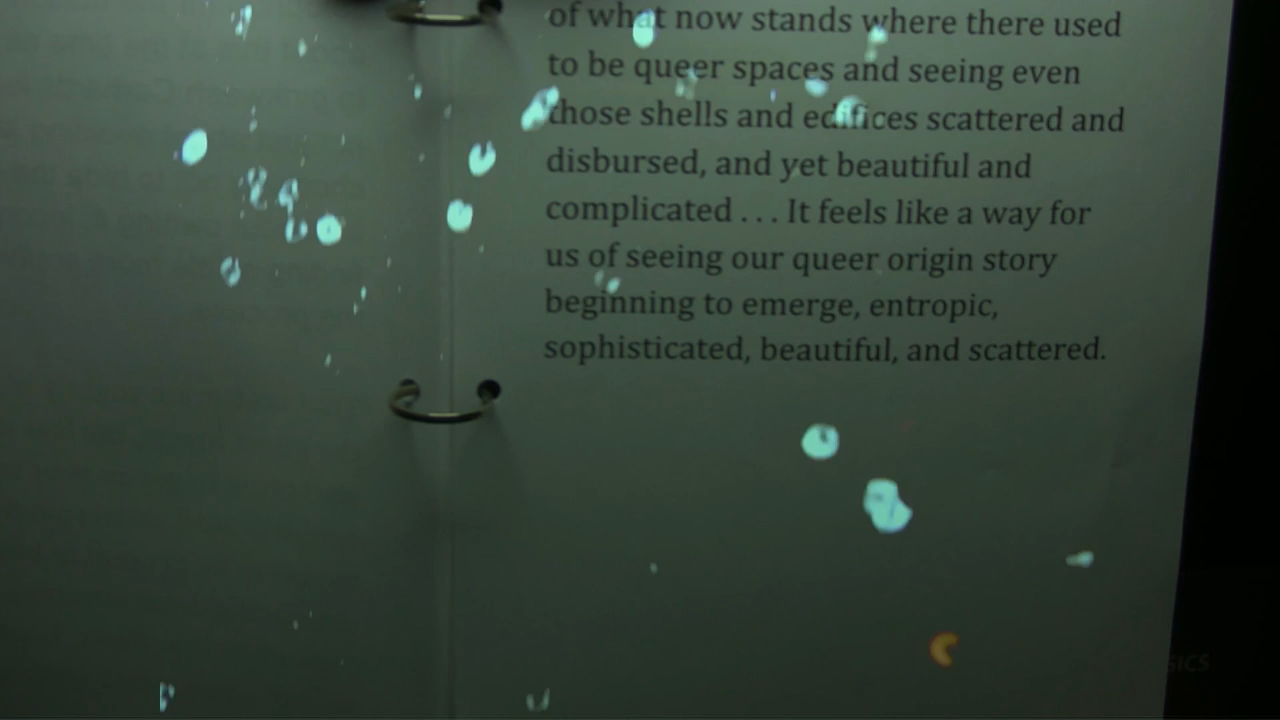 of what now stands where there used
to be queer spaces and seeing even
those shells and edifices scattered and
disbursed, and yet beautiful and
complicated . . . It feels like a way for
us of seeing our queer origin story
beginning to emerge, entropic,
sophisticated, beautiful, and scattered.